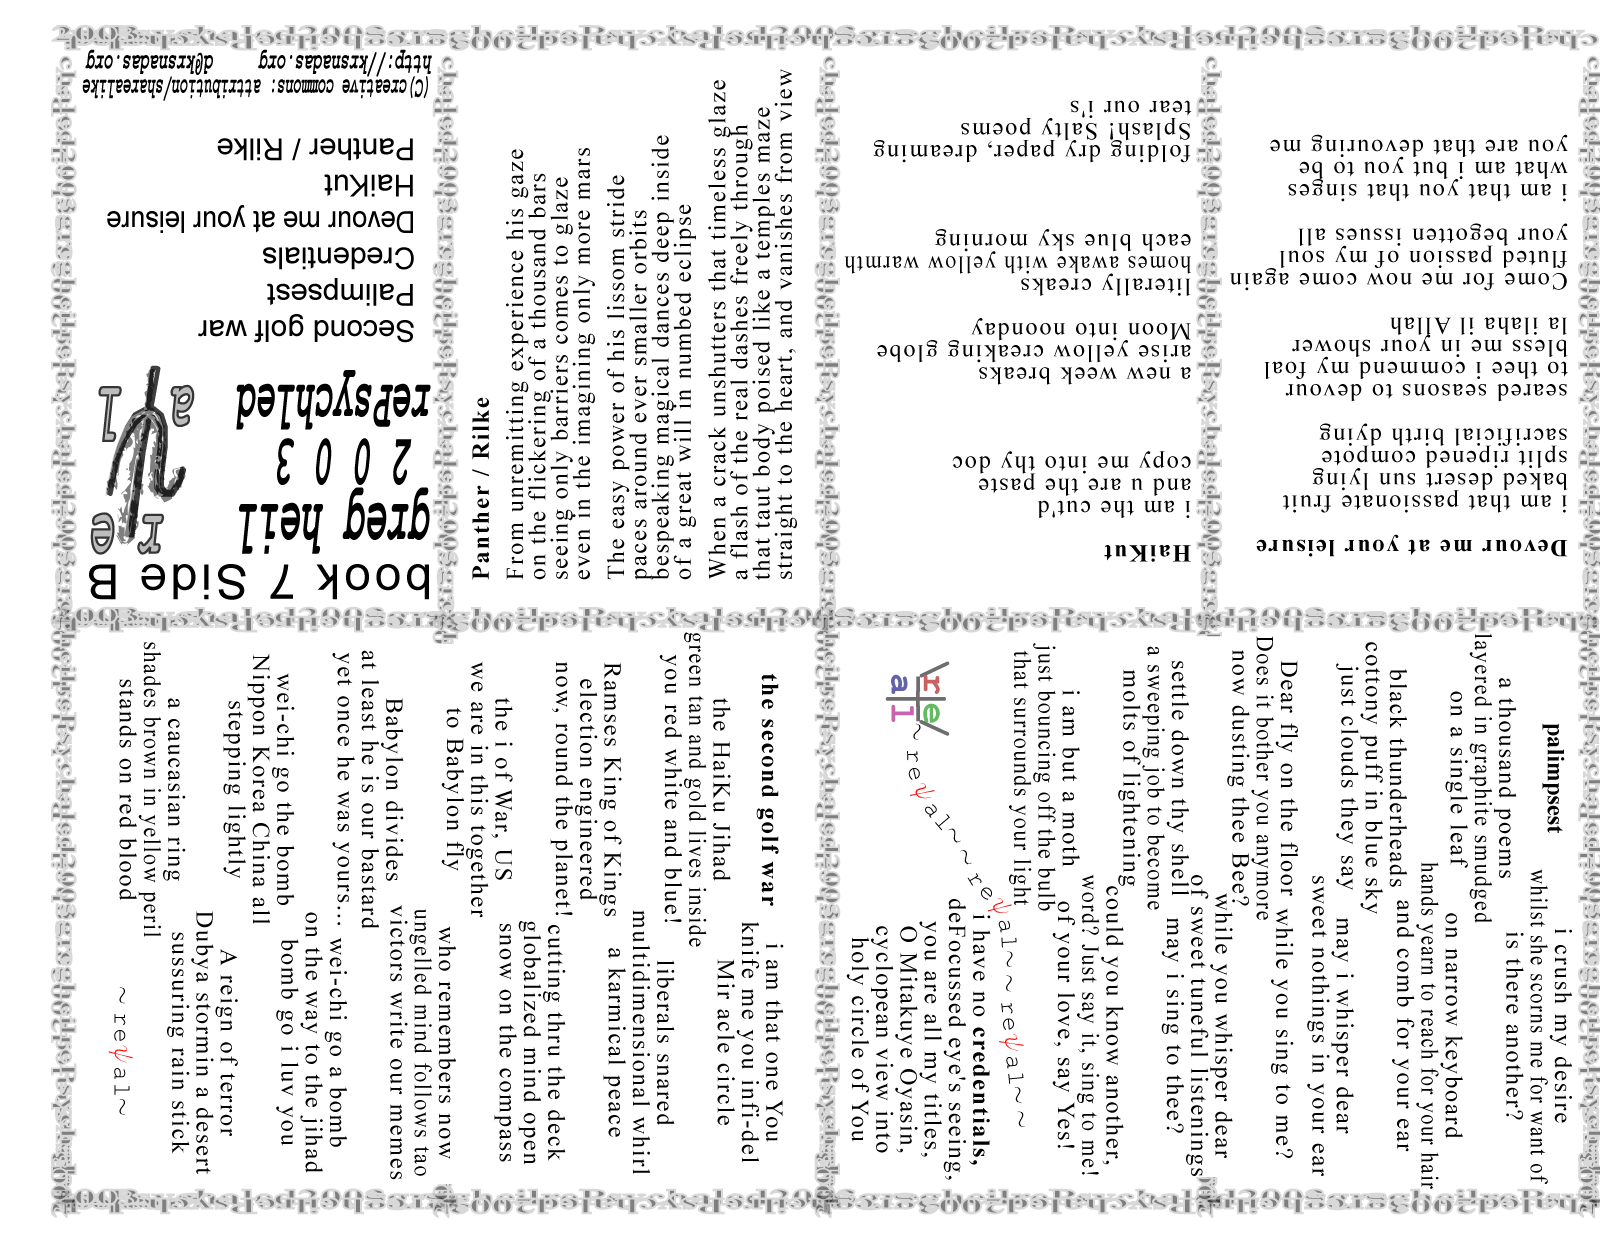 book 7 Side B
greg heil
2 0 0 3
rePsychled
re
al
Second golf war
Palimpsest
Credentials
Devour me at your leisure
HaiKut
Panther / Rilke
(C)creative commons: attribution/sharealike
http://krsnadas.org d@krsnadas.org
Panther / Rilke
From unremitting experience his gaze
on the flickering of a thousand bars
seeing only barriers comes to glaze
even in the imagining only more mars
The easy power of his lissom stride
paces around ever smaller orbits
bespeaking magical dances deep inside
of a great will in numbed eclipse
When a crack unshutters that timeless glaze
a flash of the real dashes freely through
that taut body poised like a temples maze
straight to the heart, and vanishes from view
HaiKut
i am the cut'd
and u are the paste
copy me into thy doc
a new week breaks
arise yellow creaking globe
Moon into noonday
literally creaks
homes awake with yellow warmth
each blue sky morning
folding dry paper, dreaming
Splash! Salty poems
tear our i's
Devour me at your leisure
i am that passionate fruit
baked desert sun lying
split ripened compote
sacrificial birth dying
seared seasons to devour
to thee i commend my foal
bless me in your shower
la ilaha il Allah
Come for me now come again
fluted passion of my soul
your begotten issues all
i am that you that singes
what am i but you to be
you are that devouring me
the second golf war
the HaiKu Jihad
green tan and gold lives inside
you red white and blue!
Ramses King of Kings
election engineered
now, round the planet!
the i of War, US
we are in this together
to Babylon fly
Babylon divides
at least he is our bastard
yet once he was yours...
wei-chi go the bomb
Nippon Korea China all
stepping lightly
a caucasian ring
shades brown in yellow peril
stands on red blood
i am that one You
knife me you infi-del
Mir acle circle
liberals snared
multidimensional whirl
a karmical peace
cutting thru the deck
globalized mind open
snow on the compass
who remembers now
ungelled mind follows tao
victors write our memes
wei-chi go a bomb
on the way to the jihad
bomb go i luv you
A reign of terror
Dubya stormin a desert
sussuring rain stick
~reψal~
palimpsest
a thousand poems
layered in graphite smudged
on a single leaf
black thunderheads
cottony puff in blue sky
just clouds they say
Dear fly on the floor
Does it bother you anymore
now dusting thee Bee?
settle down thy shell
a sweeping job to become
molts of lightening
i am but a moth
just bouncing off the bulb
that surrounds your light
i crush my desire
whilst she scorns me for want of
is there another?
on narrow keyboard
hands yearn to reach for your hair
and comb for your ear
may i whisper dear
sweet nothings in your ear
while you sing to me?
while you whisper dear
of sweet tuneful listenings
may i sing to thee?
could you know another,
word? Just say it, sing to me!
of your love, say Yes!
i have no credentials,
deFocussed eye's seeing,
you are all my titles,
O Mitakuye Oyasin,
cyclopean view into
holy circle of You
re
al
~reψal~~reψal~~reψal~~